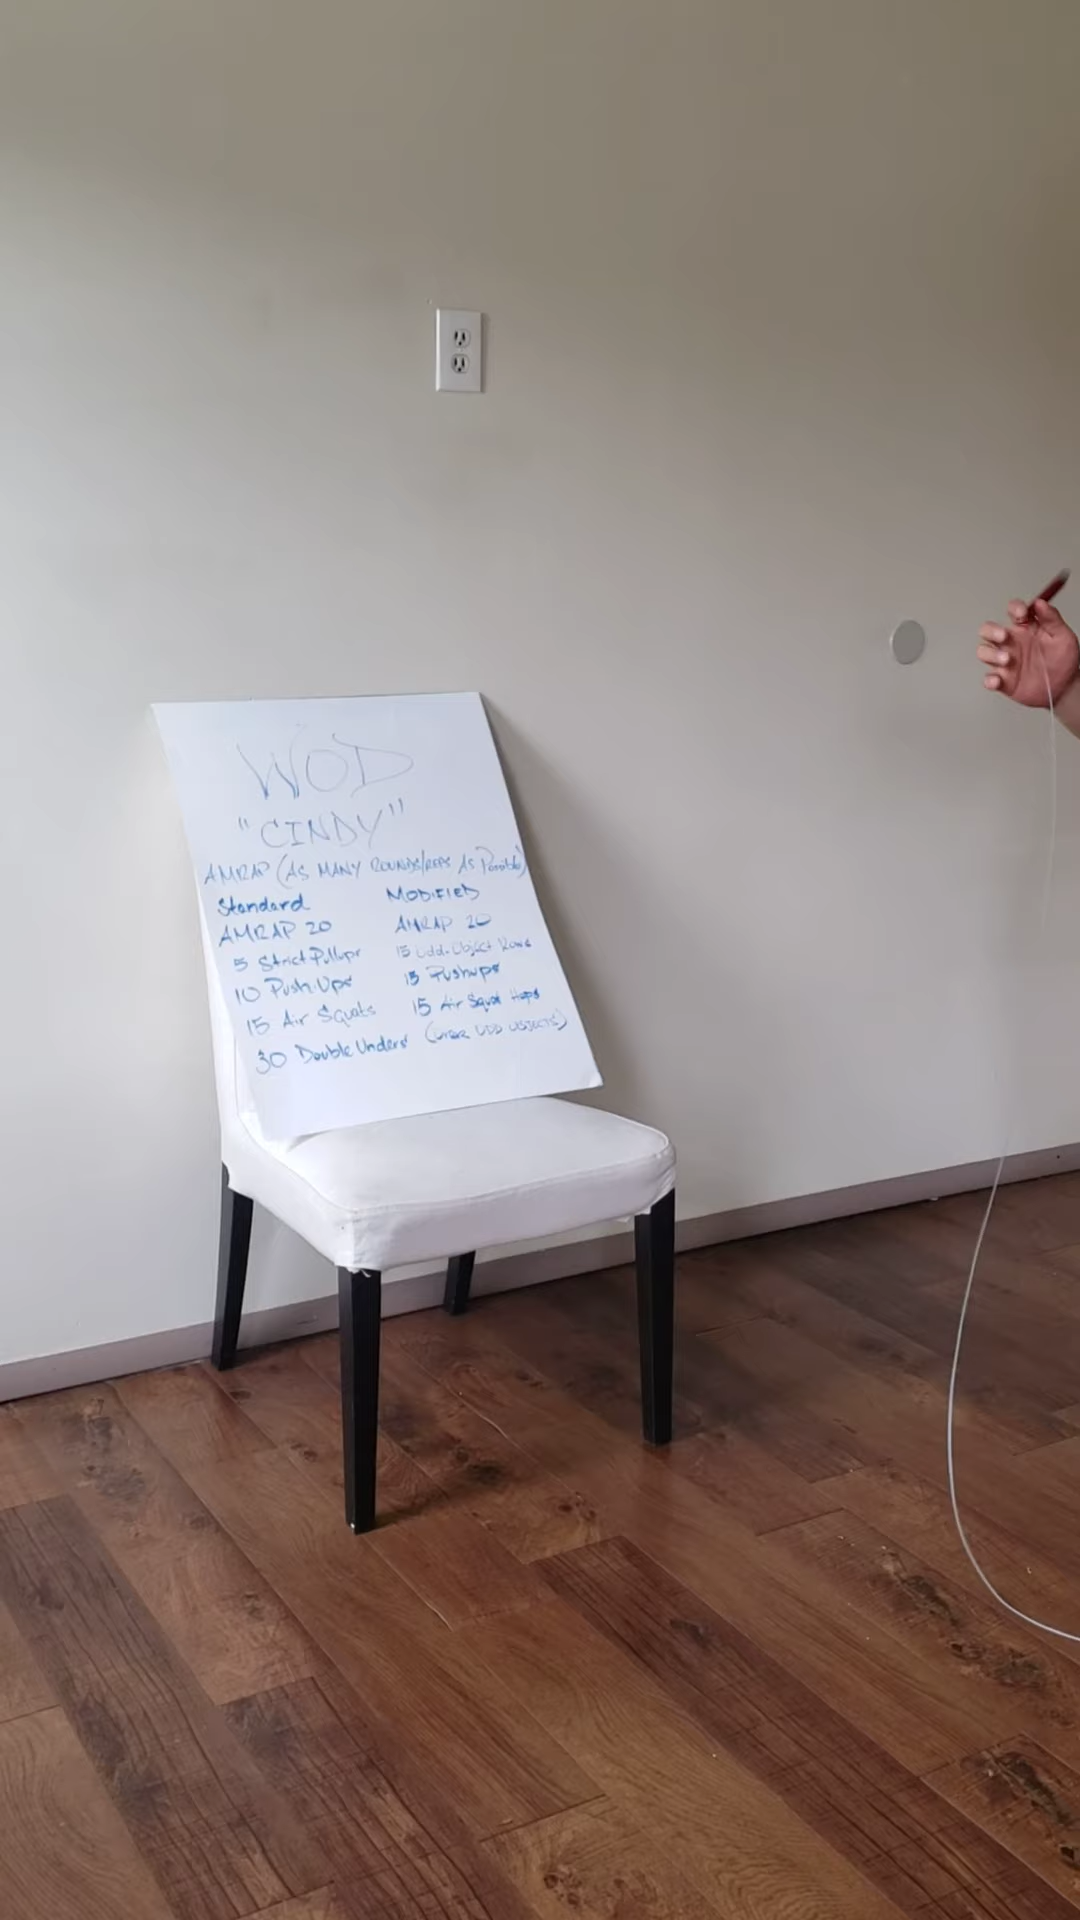 WOD
"CINDY"
AMRAP (AS MANY ROUNDS/REPS AS Possible)
Standard
AMRAP 20
5 Strict Pullups
10 Push-Ups
15 Air Squats
30 Double Unders
MODIFIED
AMRAP 20
15 Odd-Object Rows
15 Pushups
15 Air Squat Hops
(OVER ODD OBJECTS)